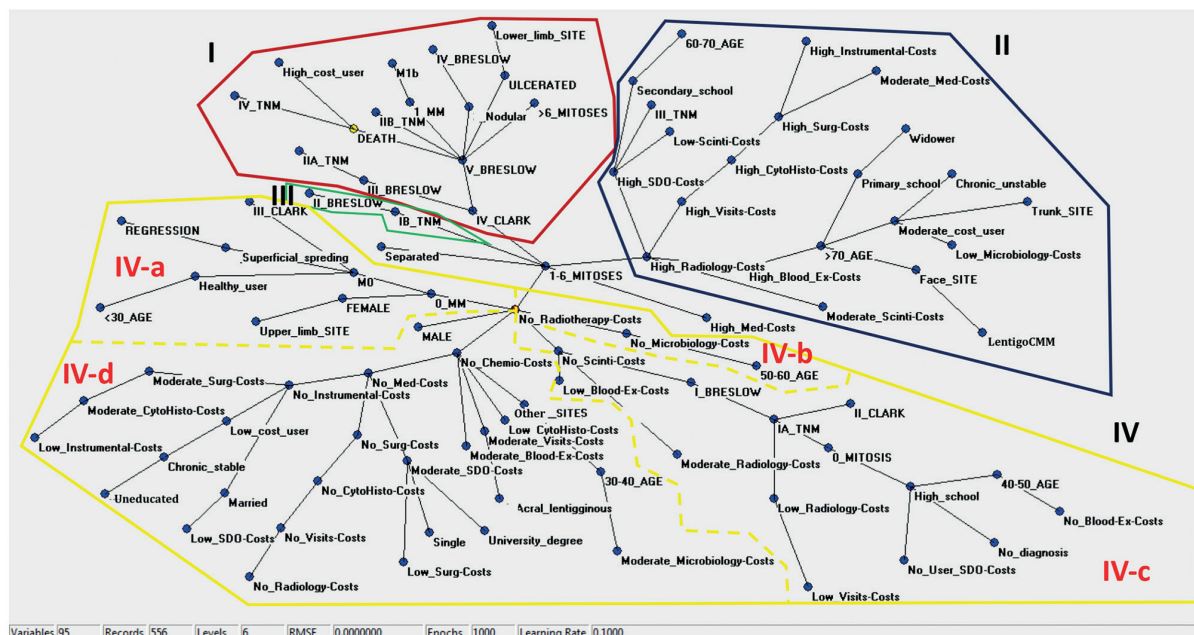 I
II
III
IV
IV-a
IV-b
IV-c
IV-d
Lower_limb_SITE
High_cost_user
M1b
IV_BRESLOW
ULCERATED
IV_TNM
1_MM
IIB_TNM
Nodular
>6_MITOSES
DEATH
IIA_TNM
V_BRESLOW
III_BRESLOW
IV_CLARK
II_BRESLOW
IB_TNM
60-70_AGE
High_Instrumental-Costs
Secondary_school
Moderate_Med-Costs
III_TNM
Low-Scinti-Costs
High_Surg-Costs
Widower
High_SDO-Costs
High_CytoHisto-Costs
Primary_school
Chronic_unstable
High_Visits-Costs
Trunk_SITE
Moderate_cost_user
High_Radiology-Costs
>70_AGE
Low_Microbiology-Costs
High_Blood_Ex-Costs
Face_SITE
Moderate_Scinti-Costs
LentigoCMM
III_CLARK
REGRESSION
Superficial_spreding
Separated
1-6_MITOSES
Healthy_user
M0
<30_AGE
FEMALE
0_MM
Upper_limb_SITE
MALE
No_Radiotherapy-Costs
High_Med-Costs
No_Microbiology-Costs
50-60_AGE
No_Chemio-Costs
No_Scinti-Costs
Low_Blood-Ex-Costs
I_BRESLOW
Moderate_Surg-Costs
No_Med-Costs
No_Instrumental-Costs
Moderate_CytoHisto-Costs
Other_SITES
II_CLARK
Low_Instrumental-Costs
Low_cost_user
Low_CytoHisto-Costs
IA_TNM
No_Surg-Costs
Moderate_Visits-Costs
Moderate_Blood-Ex-Costs
0_MITOSIS
Chronic_stable
Moderate_SDO-Costs
Moderate_Radiology-Costs
Uneducated
No_CytoHisto-Costs
30-40_AGE
High_school
40-50_AGE
Married
Acral_lentigginous
Low_Radiology-Costs
No_Blood-Ex-Costs
Low_SDO-Costs
No_Visits-Costs
Single
University_degree
No_diagnosis
Low_Surg-Costs
Moderate_Microbiology-Costs
No_User_SDO-Costs
No_Radiology-Costs
Low_Visits-Costs
Variables 95 Records 556 Levels 6 RMSE 0.0000000 Epochs 1000 Learning Rate 0.1000